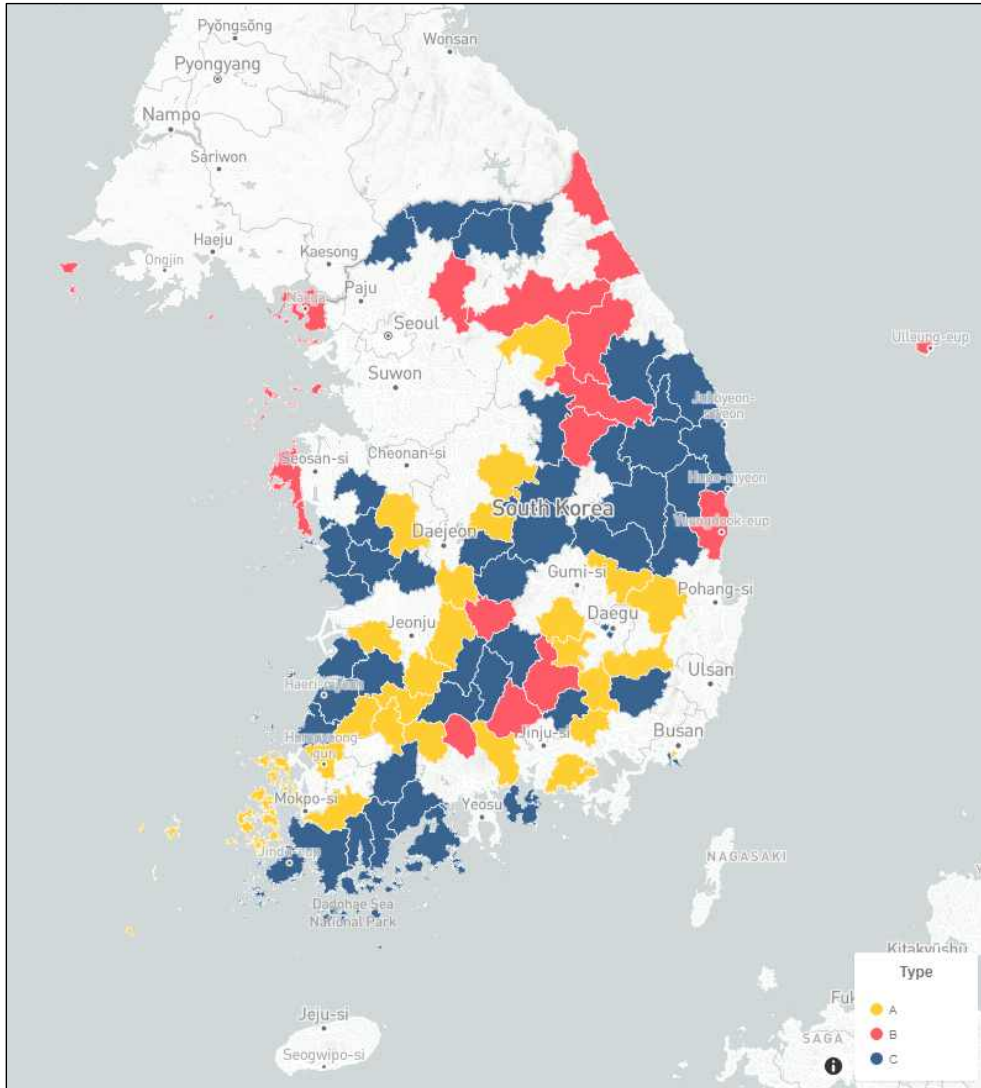 Pyŏngsŏng
Wonsan
Pyongyang
Nampo
Sariwon
Haeju
Ongjin
Kaesong
Paju
Seoul
Suwon
Ulleung-eup
Seosan-si
Cheonan-si
South Korea
Daejeon
Gumi-si
Pohang-si
Daegu
Jeonju
Ulsan
Jinju-si
Busan
Mokpo-si
Yeosu
NAGASAKI
Dadohae Sea
National Park
Kitakyūshū
Jeju-si
Seogwipo-si
Fuk
SAGA
Type
A
B
C